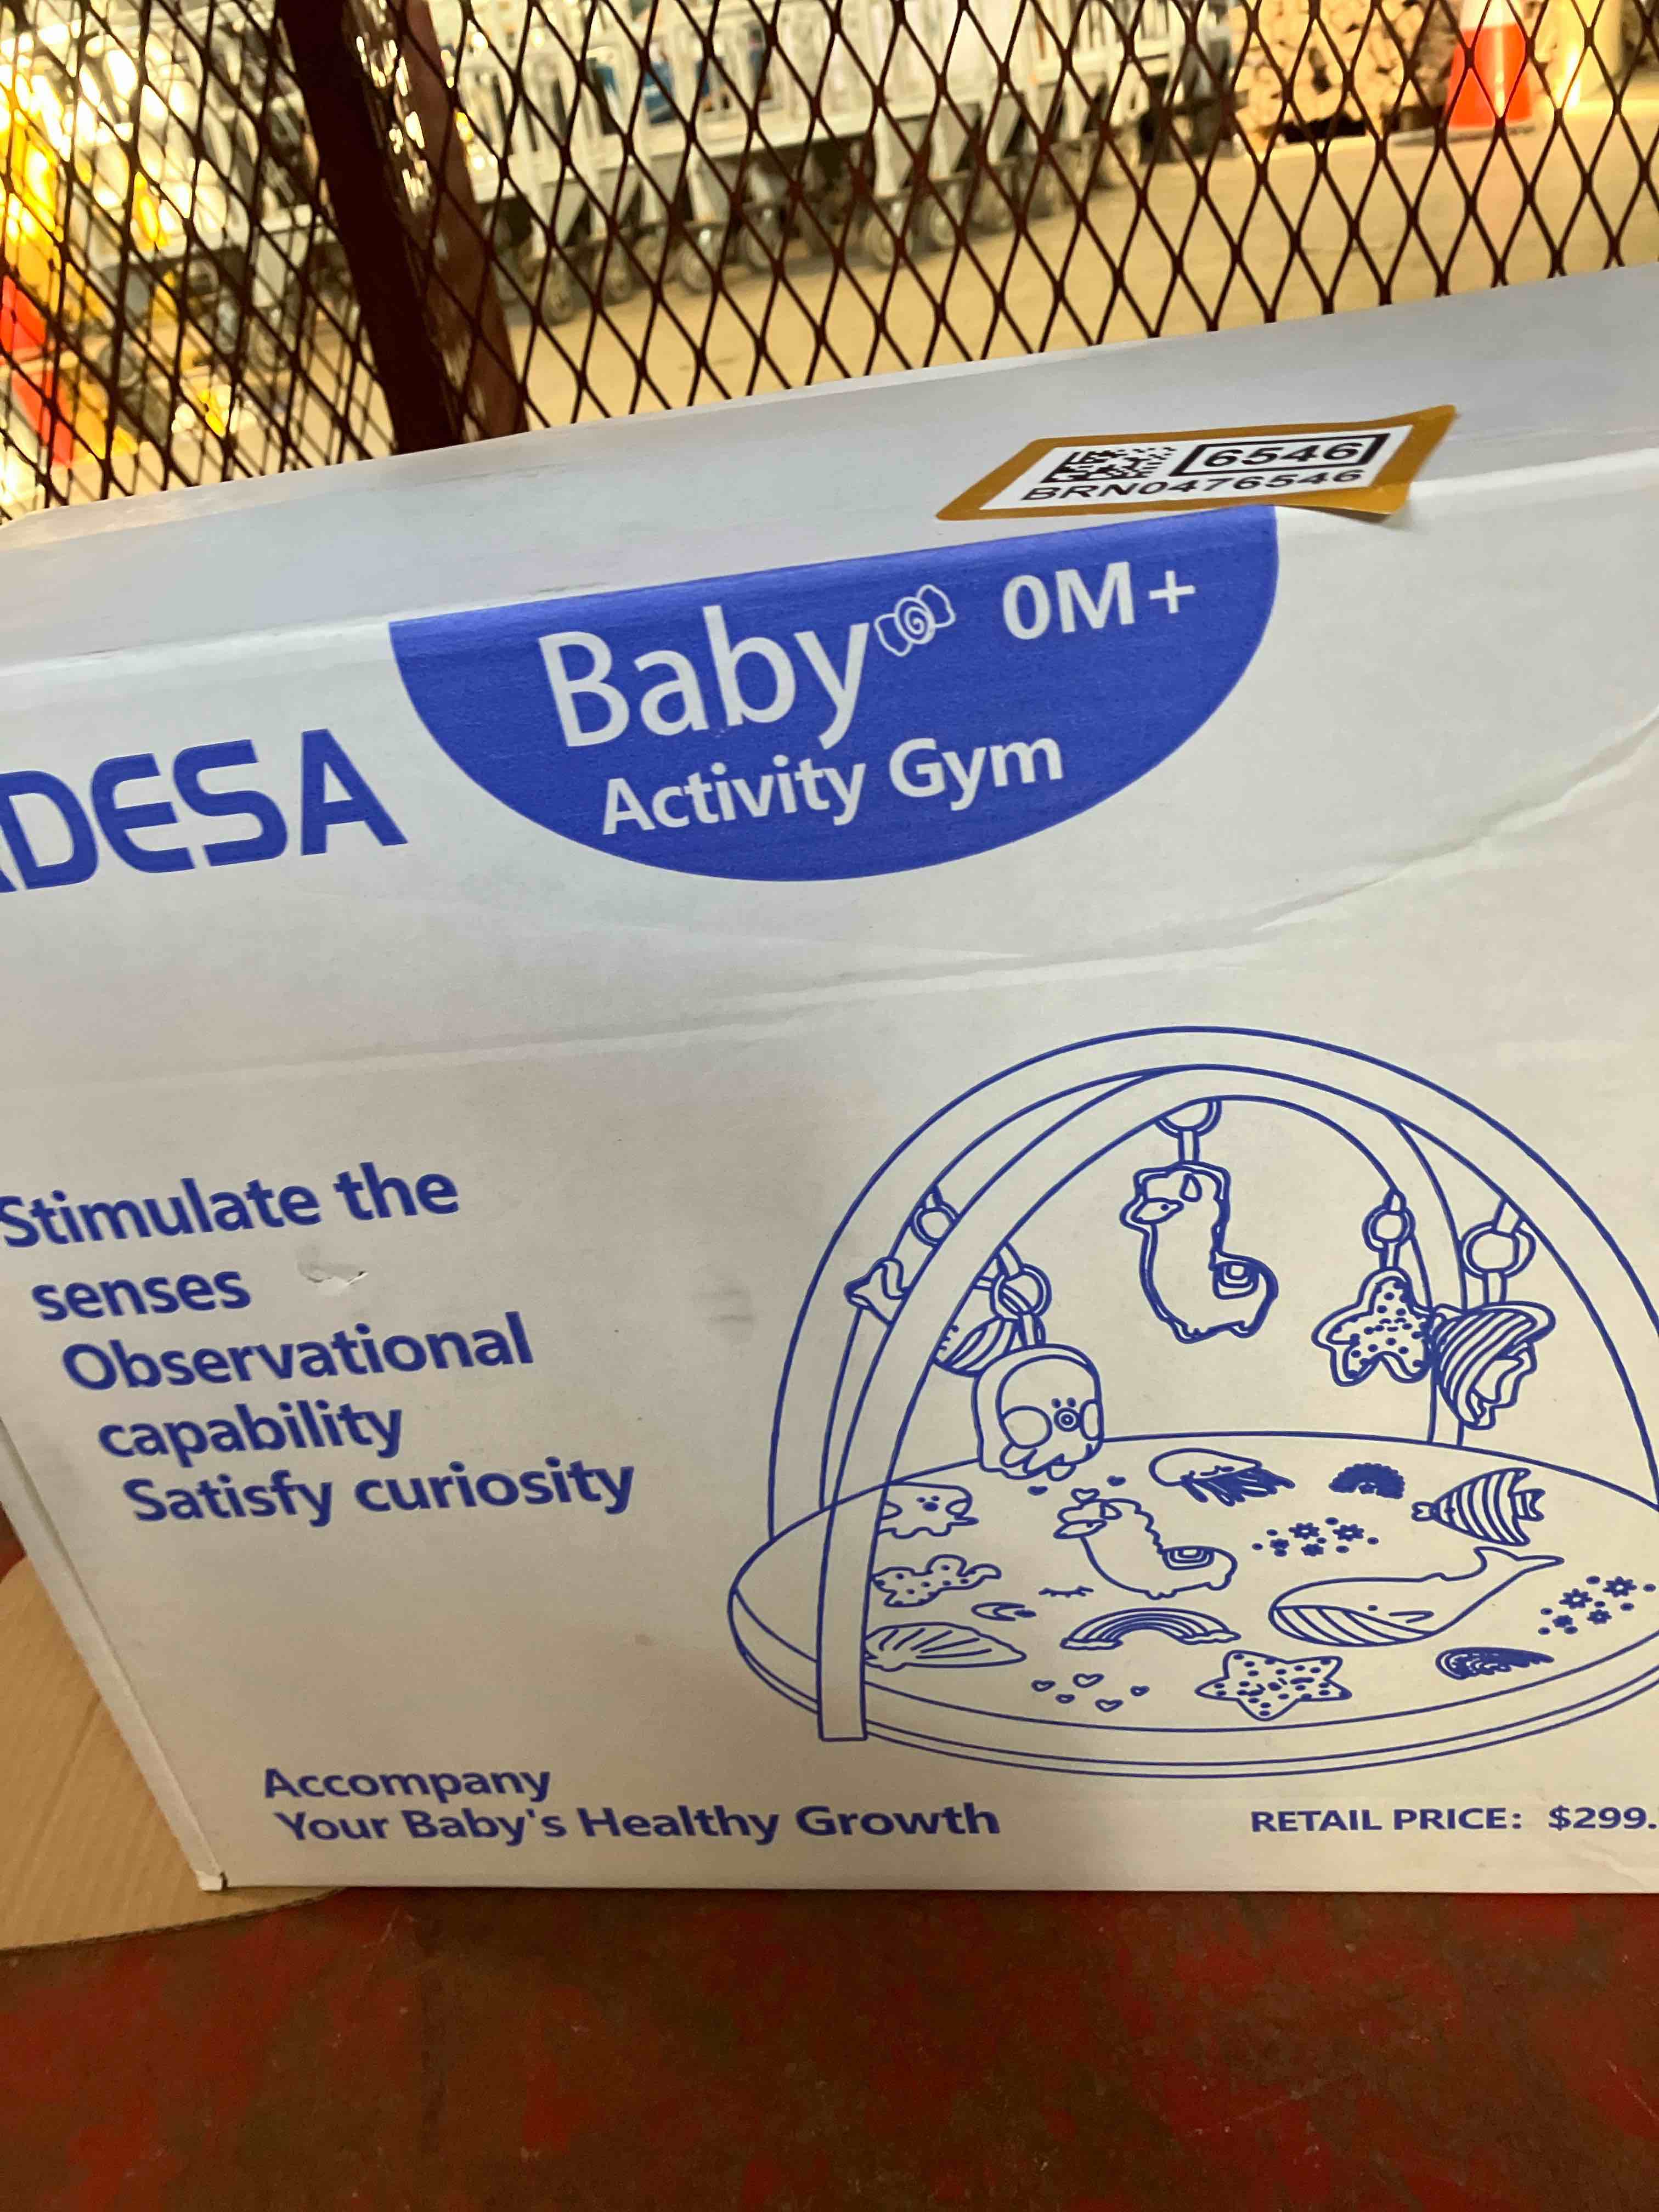 6546
BRN0476546
Baby 0M+
Activity Gym
DESA
Stimulate the
senses
Observational
capability
Satisfy curiosity
Accompany
Your Baby's Healthy Growth
RETAIL PRICE: $299.